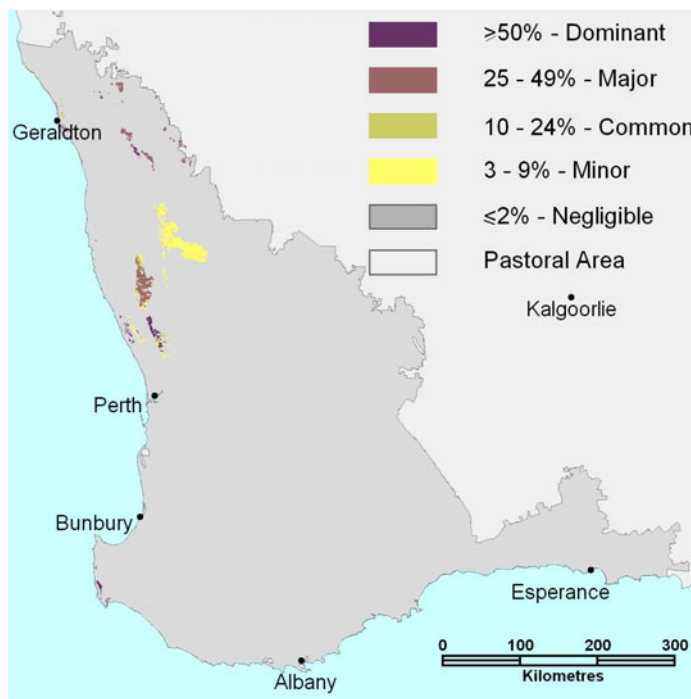 ⩾50% - Dominant
25 - 49% - Major
10 - 24% - Common
3 - 9% - Minor
⩽2% - Negligible
Pastoral Area
Geraldton
Kalgoorlie
Perth
Bunbury
Esperance
Albany
0 100 200 300
Kilometres